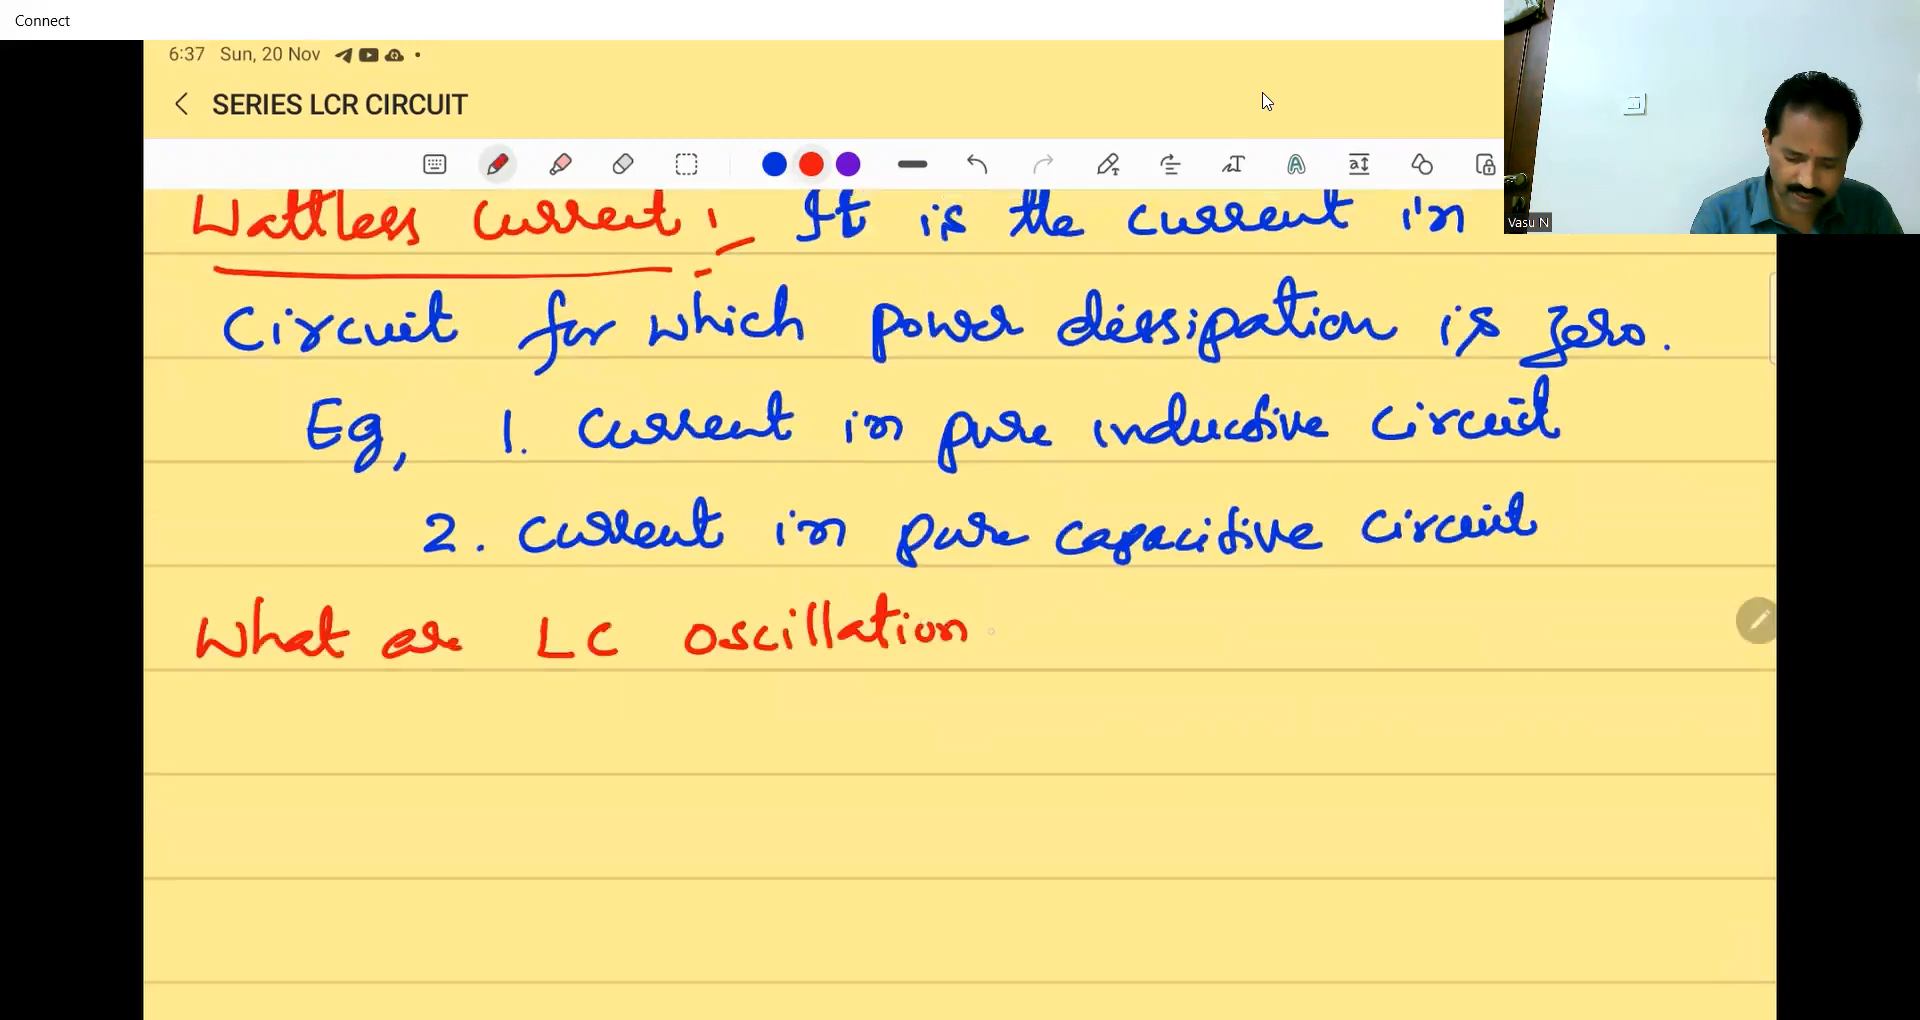 Connect
6:37 Sun, 20 Nov
SERIES LCR CIRCUIT
Vasu N
Wattless Current :- It is the current in
Circuit for which power dissipation is zero.
Eg, 1. Current in pure inductive circuit
2. Current in pure capacitive circuit
What are LC oscillation